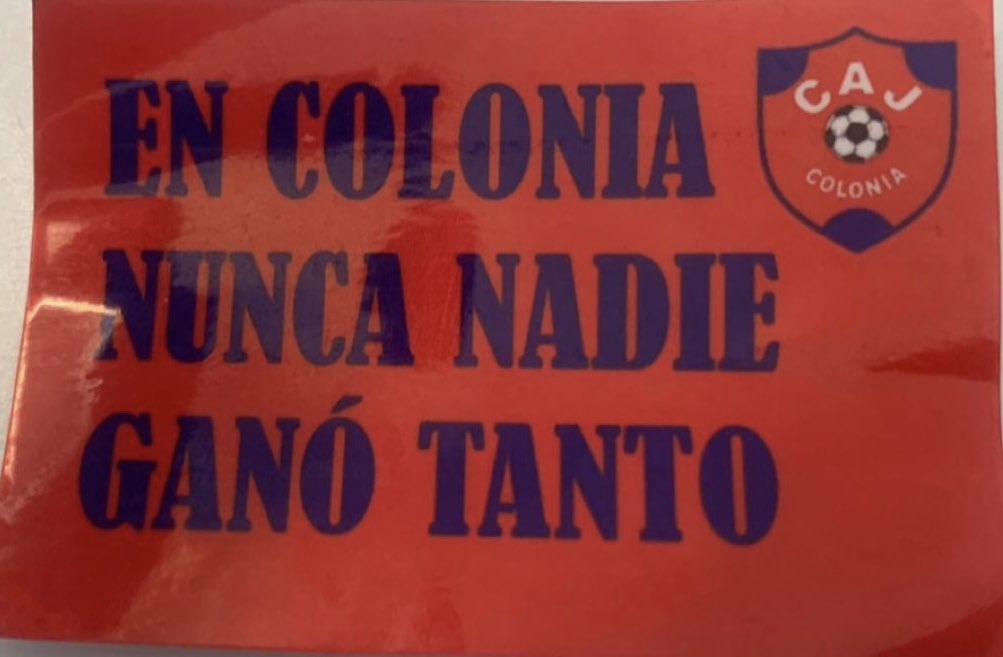 EN COLONIA
NUNCA NADIE
GANÓ TANTO
CAJ
COLONIA